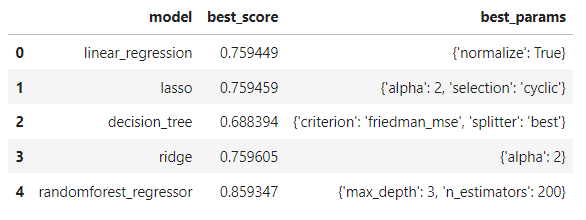 model best_score best_params
0 linear_regression 0.759449 {'normalize': True}
1 lasso 0.759459 {'alpha': 2, 'selection': 'cyclic'}
2 decision_tree 0.688394 {'criterion': 'friedman_mse', 'splitter': 'best'}
3 ridge 0.759605 {'alpha': 2}
4 randomforest_regressor 0.859347 {'max_depth': 3, 'n_estimators': 200}